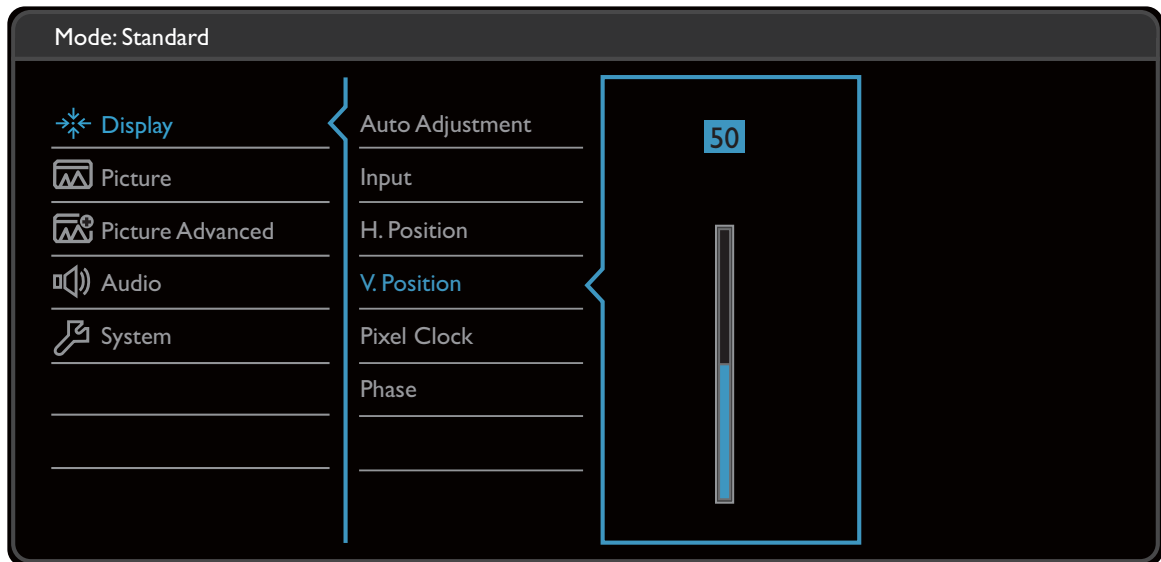 Mode: Standard
Display
Picture
Picture Advanced
Audio
System
Auto Adjustment
Input
H. Position
V. Position
Pixel Clock
Phase
50